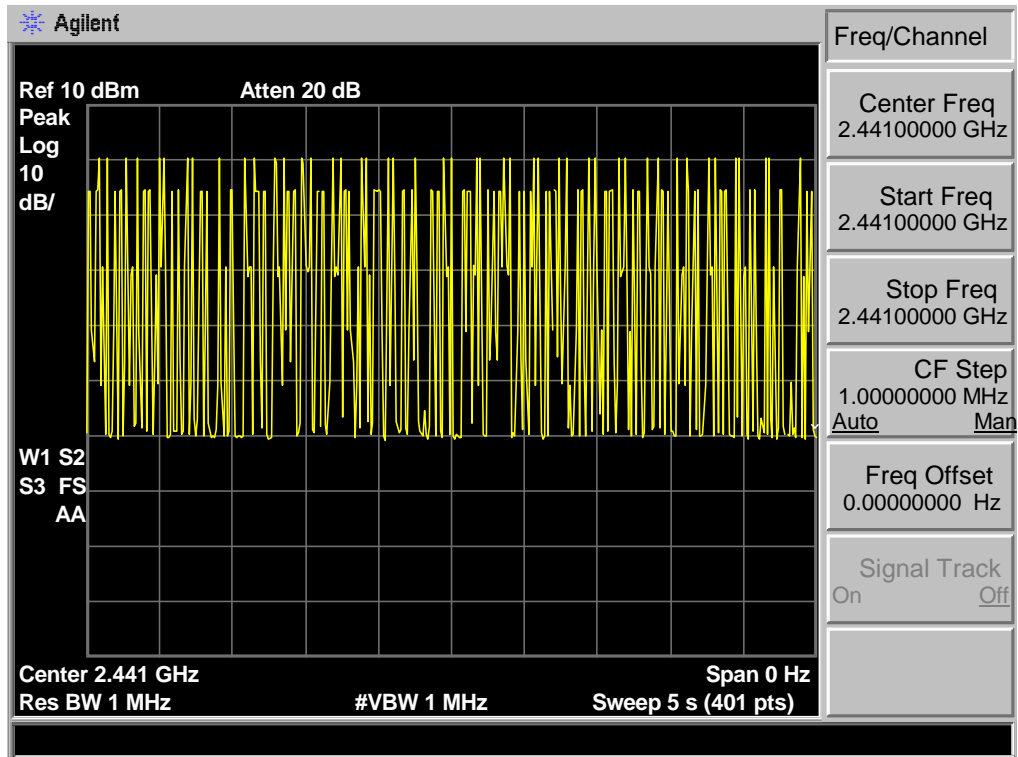 Agilent
Freq/Channel
Ref 10 dBm Atten 20 dB
Peak
Log
10
dB/
W1 S2
S3 FS
AA
Center 2.441 GHz Span 0 Hz
Res BW 1 MHz #VBW 1 MHz Sweep 5 s (401 pts)
Center Freq
2.44100000 GHz
Start Freq
2.44100000 GHz
Stop Freq
2.44100000 GHz
CF Step
1.00000000 MHz
Auto Man
Freq Offset
0.00000000 Hz
Signal Track
On Off